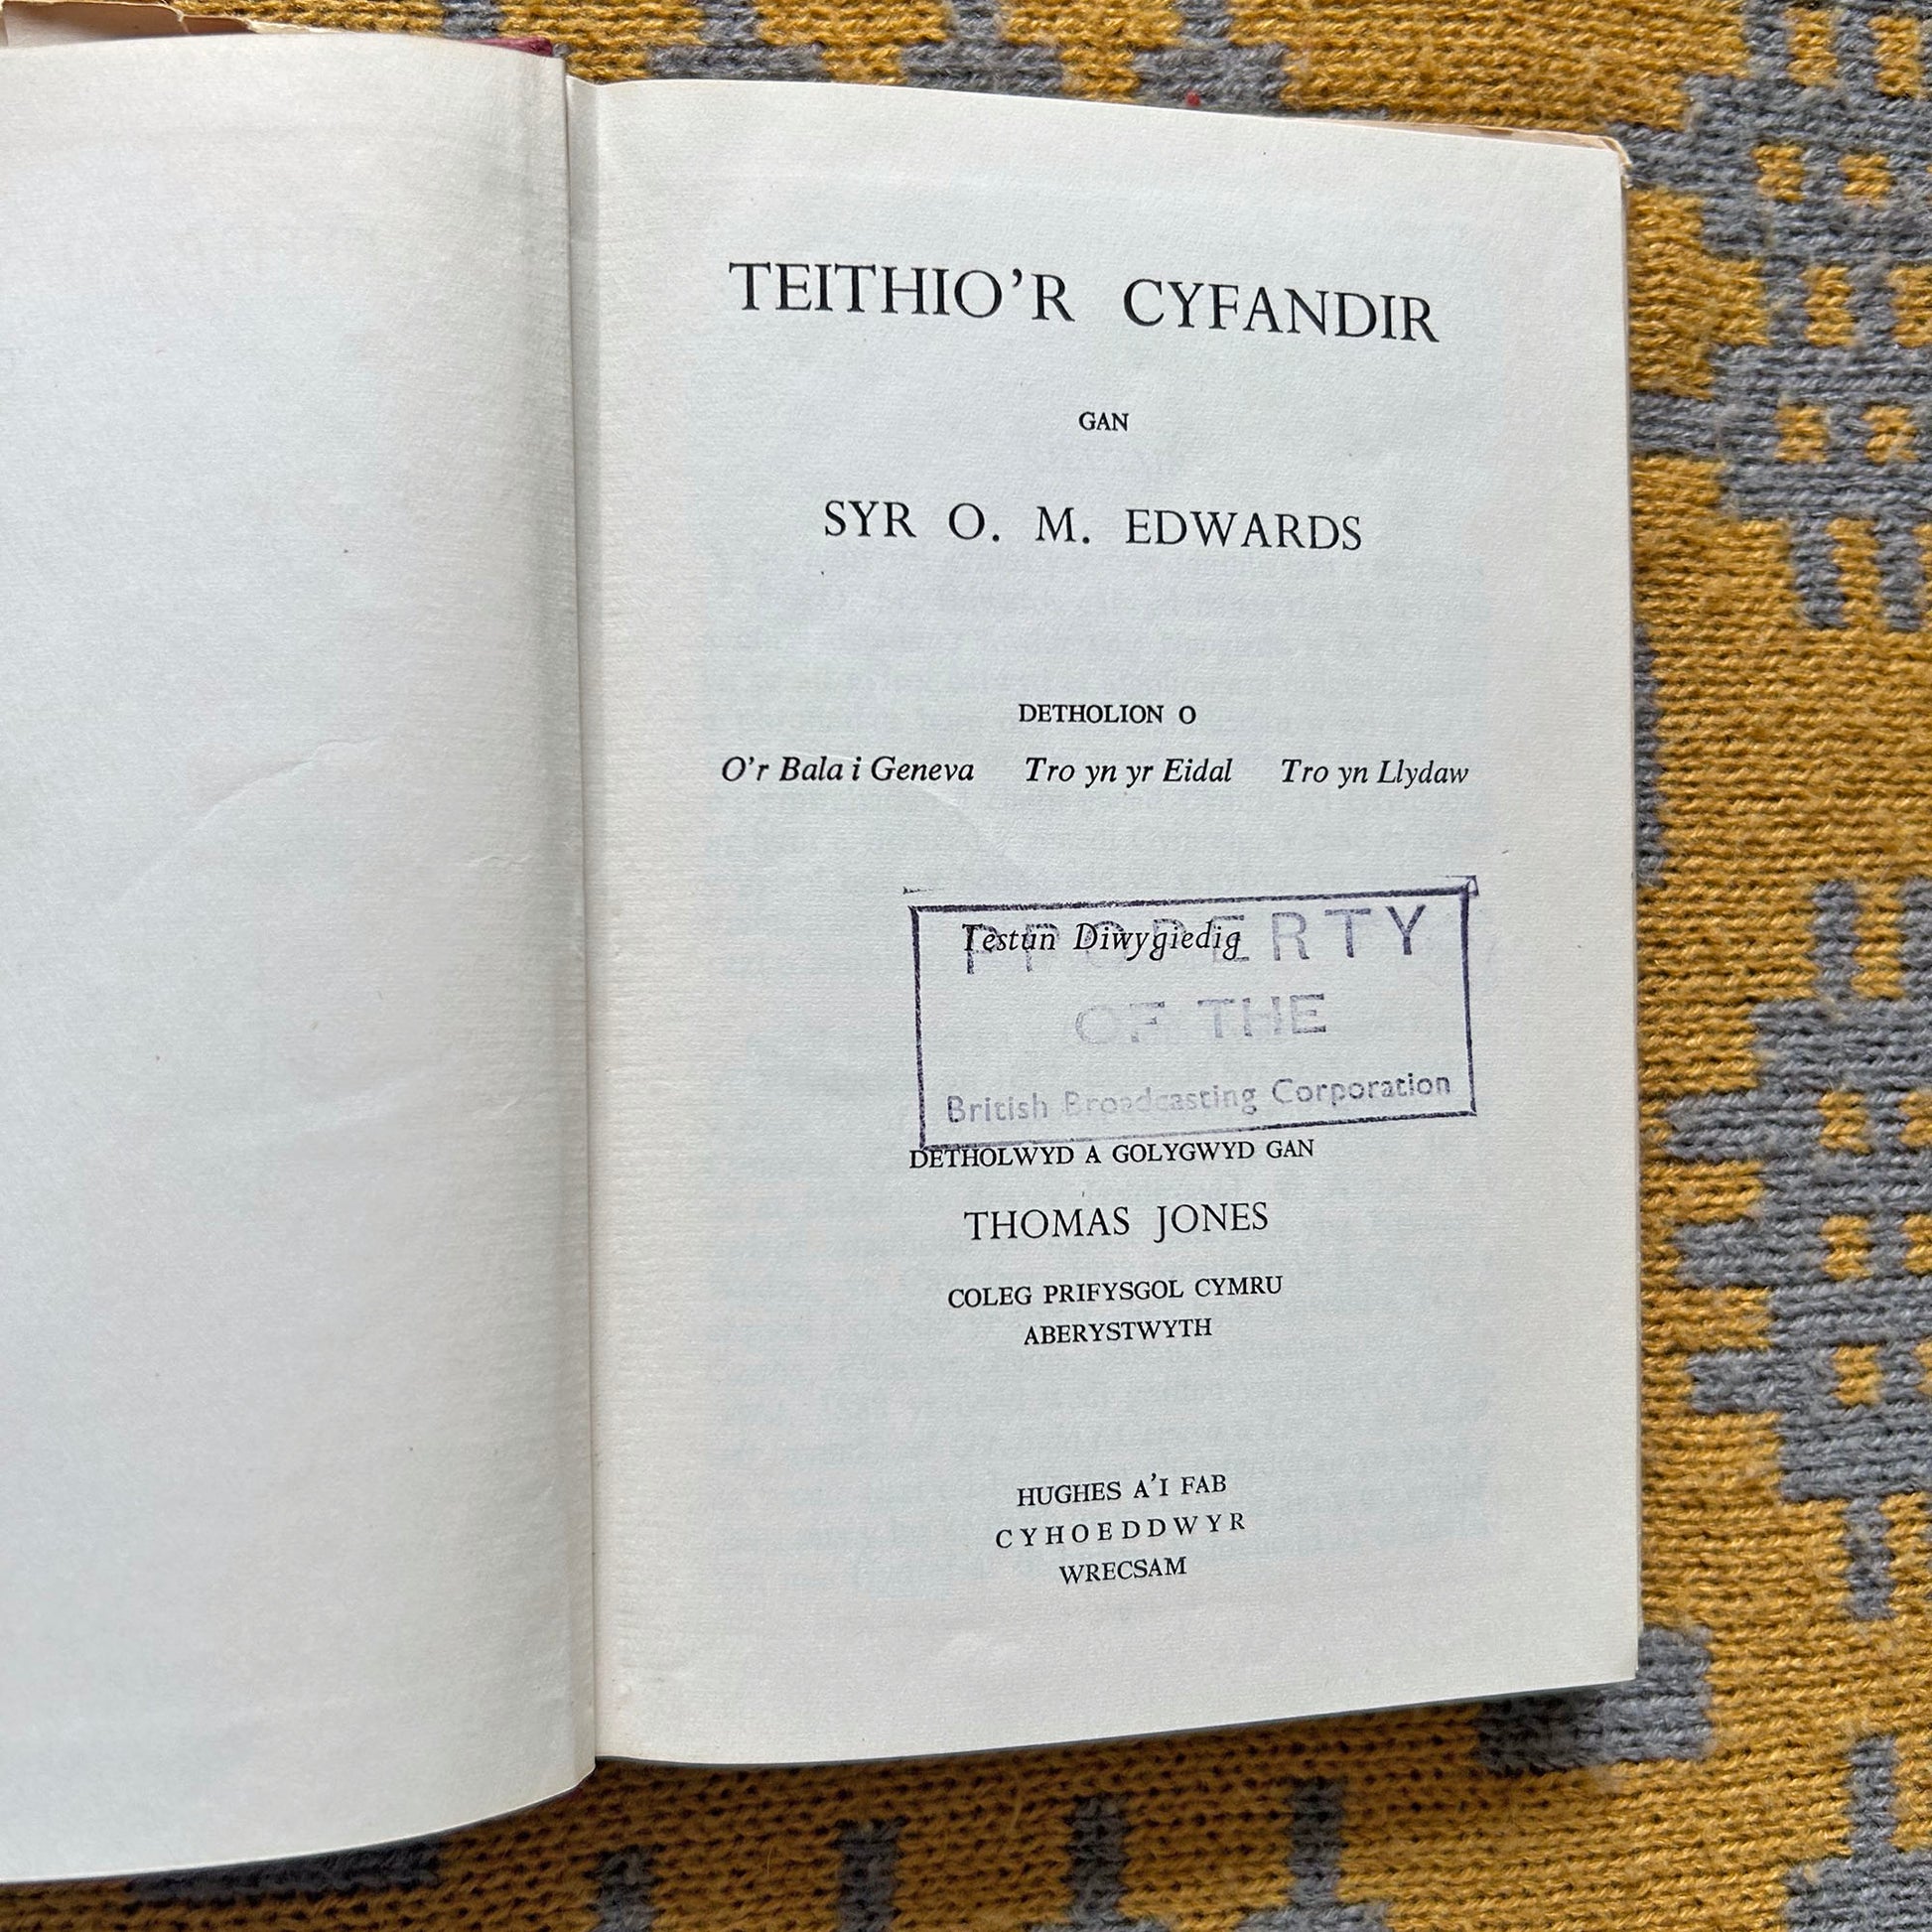 TEITHIO'R CYFANDIR
GAN
SYR O. M. EDWARDS
DETHOLION O
O'r Bala i Geneva Tro yn yr Eidal Tro yn Llydaw
Testun Diwygiedig
PROPERTY
OF THE
British Broadcasting Corporation
DETHOLWYD A GOLYGWYD GAN
THOMAS JONES
COLEG PRIFYSGOL CYMRU
ABERYSTWYTH
HUGHES A'I FAB
CYHOEDDWYR
WRECSAM